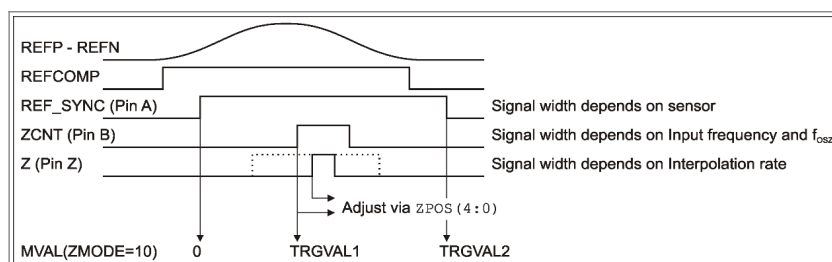 REFP - REFN
REFCOMP
REF_SYNC (Pin A) Signal width depends on sensor
ZCNT (Pin B) Signal width depends on Input frequency and fosz
Z (Pin Z) Signal width depends on Interpolation rate
Adjust via ZPOS(4:0)
MVAL(ZMODE=10) 0 TRGVAL1 TRGVAL2